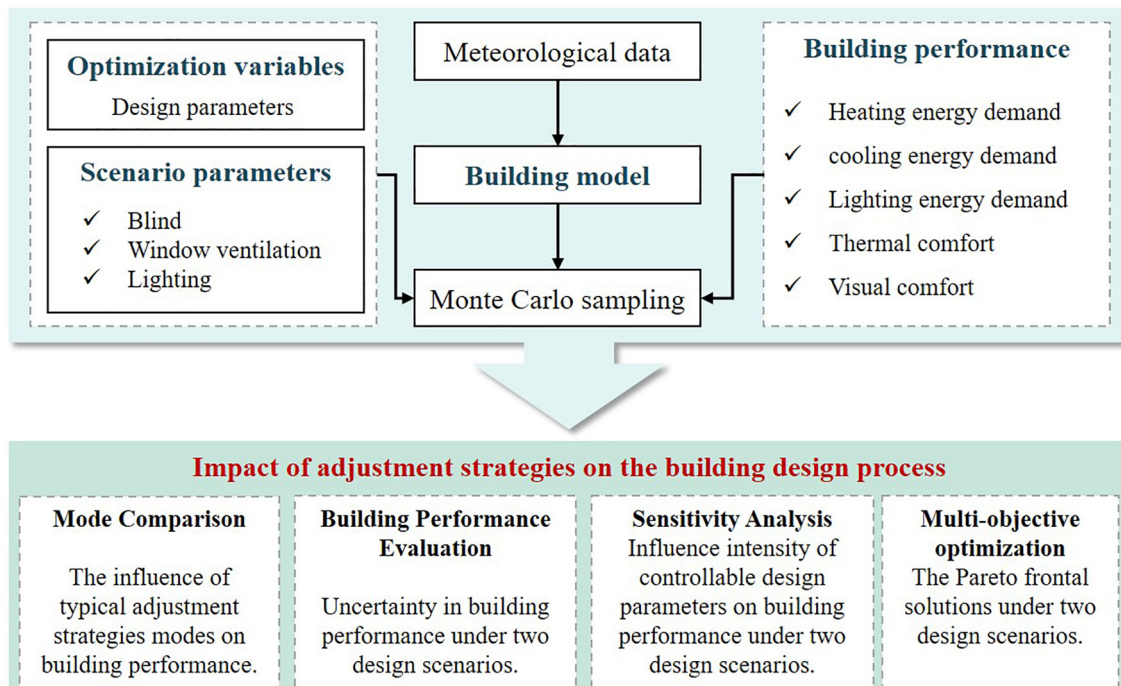 Optimization variables
Design parameters
Scenario parameters
✓ Blind
✓ Window ventilation
✓ Lighting
Meteorological data
Building model
Monte Carlo sampling
Building performance
✓ Heating energy demand
✓ cooling energy demand
✓ Lighting energy demand
✓ Thermal comfort
✓ Visual comfort
Impact of adjustment strategies on the building design process
Mode Comparison
The influence of
typical adjustment
strategies modes on
building performance.
Building Performance
Evaluation
Uncertainty in building
performance under two
design scenarios.
Sensitivity Analysis
Influence intensity of
controllable design
parameters on building
performance under two
design scenarios.
Multi-objective
optimization
The Pareto frontal
solutions under two
design scenarios.